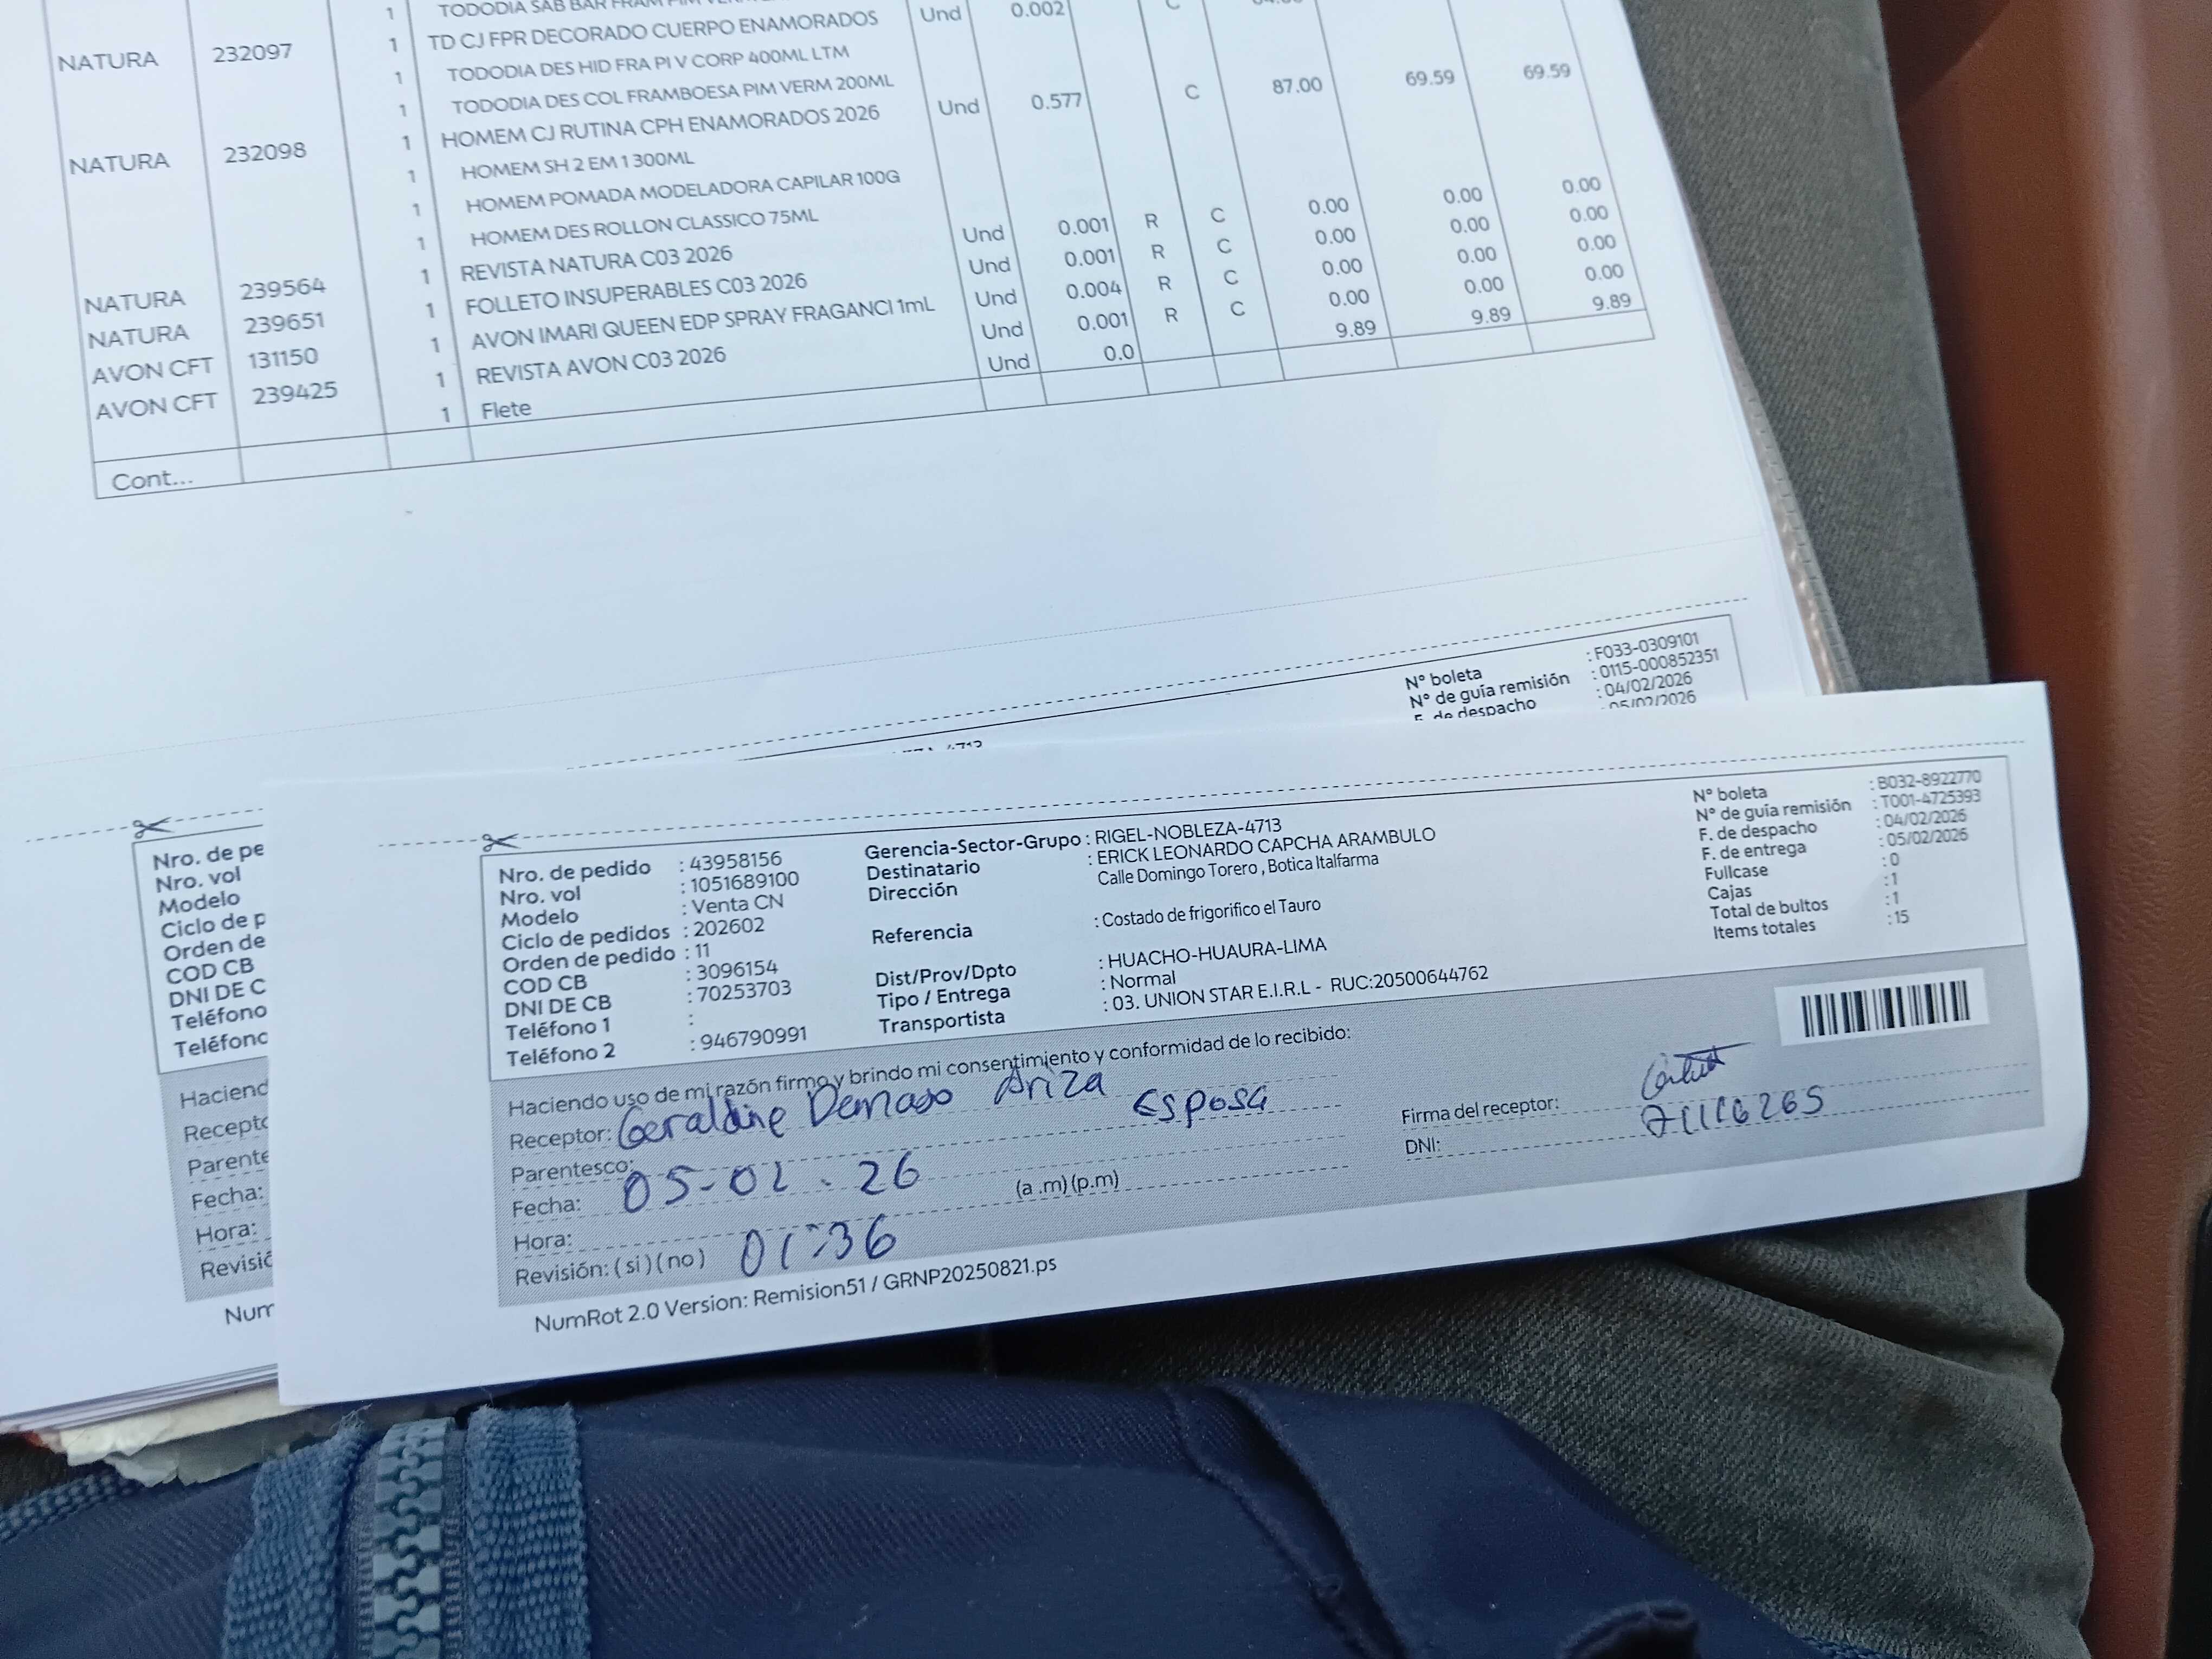 1 TODODIA SAB BAR FRAM PIM
NATURA 232097 1 TD CJ FPR DECORADO CUERPO ENAMORADOS Und 0.002 C
1 TODODIA DES HID FRA PI V CORP 400ML LTM
1 TODODIA DES COL FRAMBOESA PIM VERM 200ML
NATURA 232098 1 HOMEM CJ RUTINA CPH ENAMORADOS 2026 Und 0.577 C 87.00 69.59 69.59
1 HOMEM SH 2 EM 1 300ML
1 HOMEM POMADA MODELADORA CAPILAR 100G
1 HOMEM DES ROLLON CLASSICO 75ML
NATURA 239564 1 REVISTA NATURA C03 2026 Und 0.001 R C 0.00 0.00 0.00
NATURA 239651 1 FOLLETO INSUPERABLES C03 2026 Und 0.001 R C 0.00 0.00 0.00
AVON CFT 131150 1 AVON IMARI QUEEN EDP SPRAY FRAGANCI 1mL Und 0.004 R C 0.00 0.00 0.00
AVON CFT 239425 1 REVISTA AVON C03 2026 Und 0.001 R C 0.00 0.00 0.00
1 Flete Und 0.0 9.89 9.89 9.89
Cont...
N° boleta : F033-0309101
N° de guía remisión : 0115-000852351
F. de despacho : 04/02/2026
: 05/02/2026
Nro. de pe
Nro. vol
Modelo
Ciclo de p
Orden de
COD CB
DNI DE C
Teléfono
Teléfono
Haciend
Recepto
Parente
Fecha:
Hora:
Revisió
Num
Nro. de pedido : 43958156
Nro. vol : 1051689100
Modelo : Venta CN
Ciclo de pedidos : 202602
Orden de pedido : 11
COD CB : 3096154
DNI DE CB : 70253703
Teléfono 1 :
Teléfono 2 : 946790991
Gerencia-Sector-Grupo : RIGEL-NOBLEZA-4713
Destinatario : ERICK LEONARDO CAPCHA ARAMBULO
Dirección : Calle Domingo Torero , Botica Italfarma
Referencia : Costado de frigorifico el Tauro
Dist/Prov/Dpto : HUACHO-HUAURA-LIMA
Tipo / Entrega : Normal
Transportista : 03. UNION STAR E.I.R.L - RUC:20500644762
N° boleta : B032-8922770
N° de guía remisión : T001-4725393
F. de despacho : 04/02/2026
F. de entrega : 05/02/2026
Fullcase : 0
Cajas : 1
Total de bultos : 1
Items totales : 15
Haciendo uso de mi razón firmo y brindo mi consentimiento y conformidad de lo recibido:
Receptor: Geraldine Damaso Ariza
Parentesco: Esposa
Fecha: 05-02-26
Hora: 01:36 (a .m) (p.m)
Revisión: ( si ) ( no )
Firma del receptor:
DNI:
NumRot 2.0 Version: Remision51 / GRNP20250821.ps